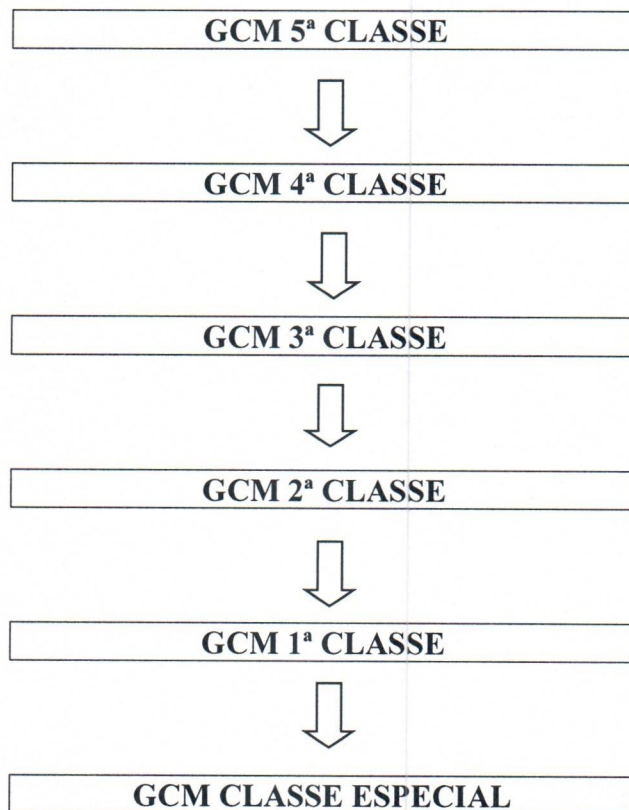 GCM 5ª CLASSE
GCM 4ª CLASSE
GCM 3ª CLASSE
GCM 2ª CLASSE
GCM 1ª CLASSE
GCM CLASSE ESPECIAL